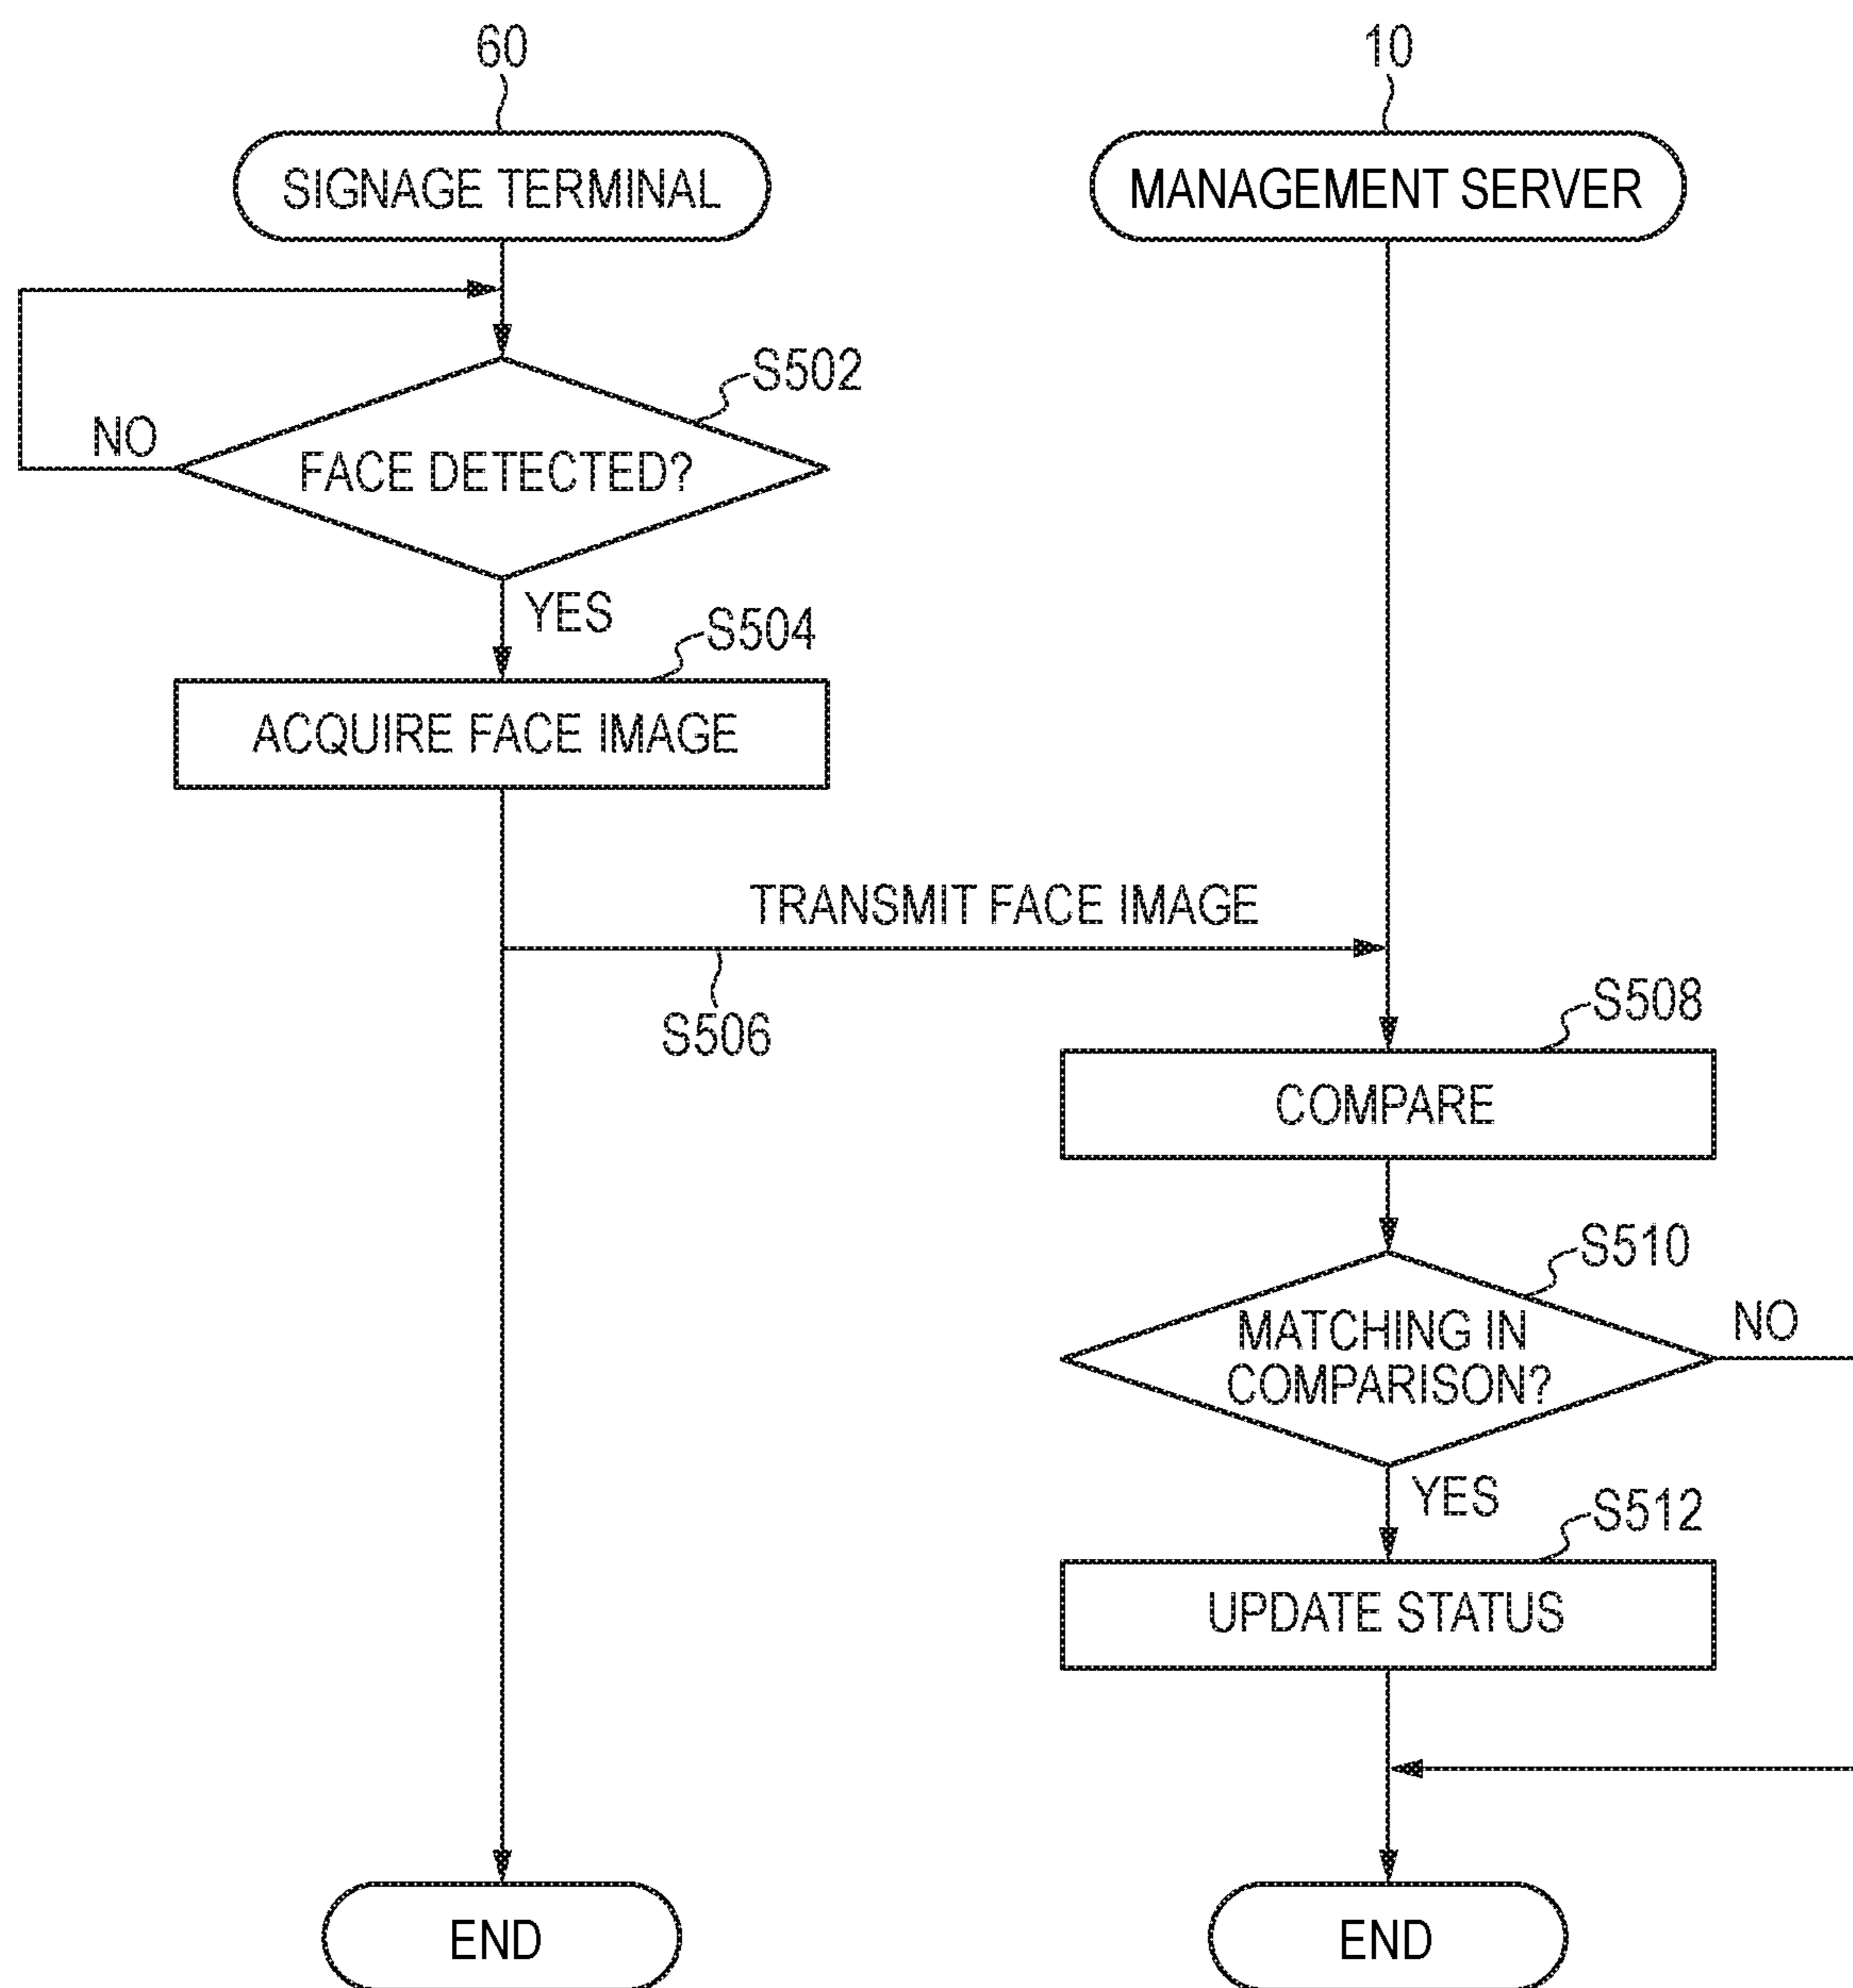 60
10
SIGNAGE TERMINAL
MANAGEMENT SERVER
S502
NO
FACE DETECTED?
YES
S504
ACQUIRE FACE IMAGE
TRANSMIT FACE IMAGE
S506
S508
COMPARE
S510
MATCHING IN
COMPARISON?
NO
YES
S512
UPDATE STATUS
END
END